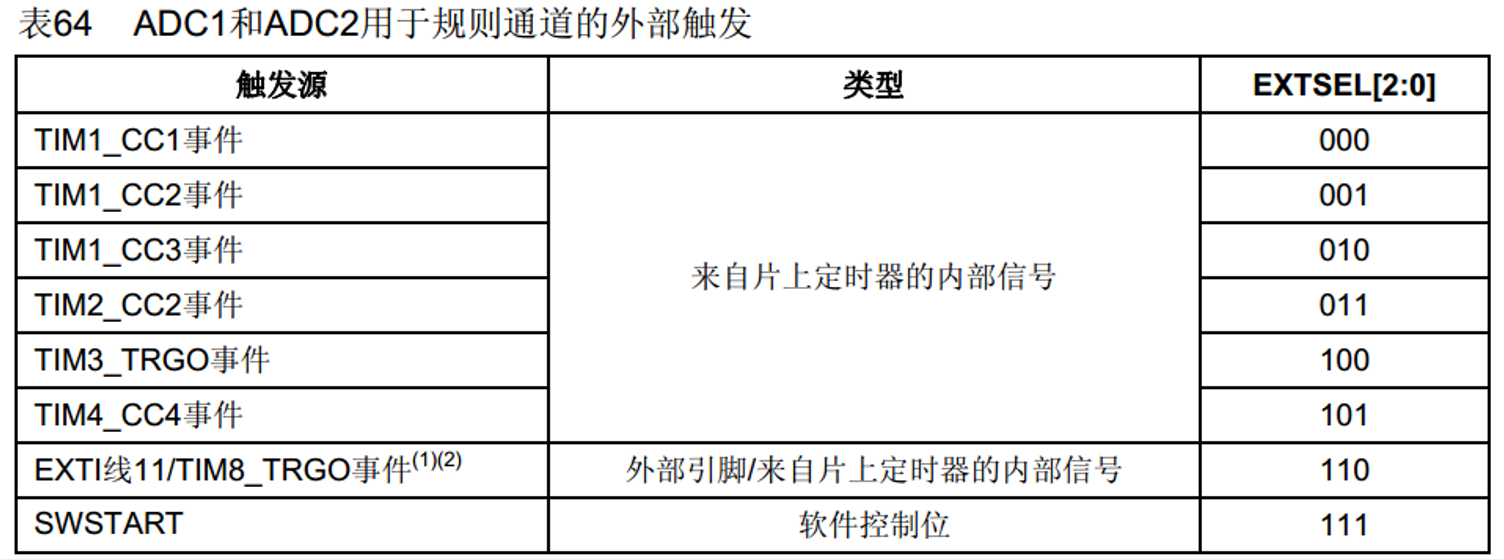 表64 ADC1和ADC2用于规则通道的外部触发
触发源 类型 EXTSEL[2:0]
TIM1_CC1事件 000
TIM1_CC2事件 001
TIM1_CC3事件 010
来自片上定时器的内部信号
TIM2_CC2事件 011
TIM3_TRGO事件 100
TIM4_CC4事件 101
EXTI线11/TIM8_TRGO事件(1)(2) 外部引脚/来自片上定时器的内部信号 110
SWSTART 软件控制位 111